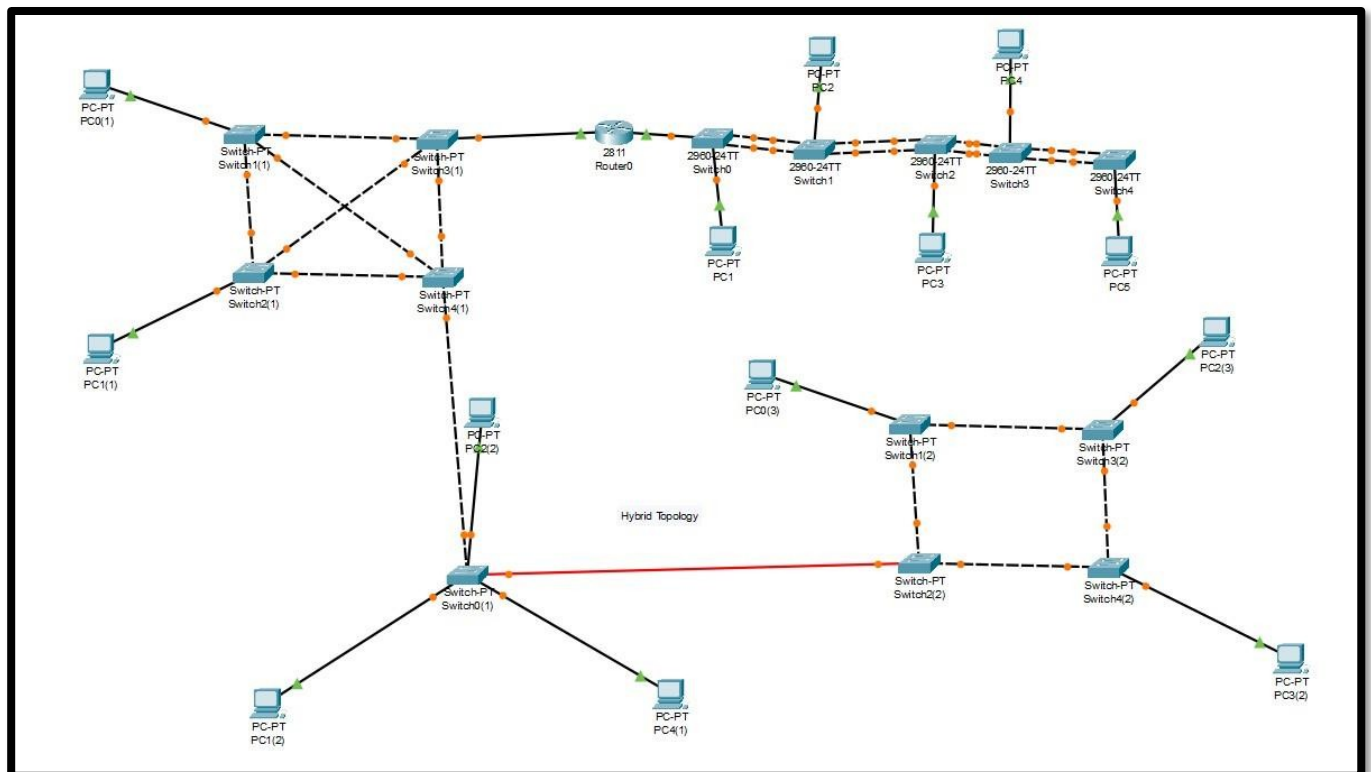 PC-PT
PC0(1)
Switch-PT
Switch1(1)
Switch-PT
Switch3(1)
2811
Router0
2960-24TT
Switch0
PC-PT
PC2
2960-24TT
Switch1
2960-24TT
Switch2
PC-PT
PC4
2960-24TT
Switch3
2960-24TT
Switch4
PC-PT
PC1
PC-PT
PC3
PC-PT
PC5
Switch-PT
Switch2(1)
Switch-PT
Switch4(1)
PC-PT
PC1(1)
PC-PT
PC2(2)
PC-PT
PC0(3)
PC-PT
PC2(3)
Switch-PT
Switch1(2)
Switch-PT
Switch3(2)
Hybrid Topology
Switch-PT
Switch0(1)
Switch-PT
Switch2(2)
Switch-PT
Switch4(2)
PC-PT
PC1(2)
PC-PT
PC4(1)
PC-PT
PC3(2)